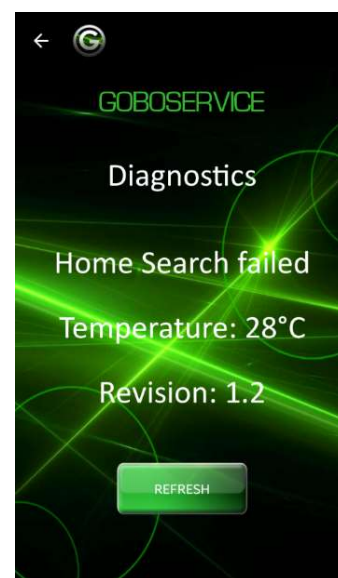 G
GOBOSERVICE
Diagnostics
Home Search failed
Temperature: 28°C
Revision: 1.2
REFRESH